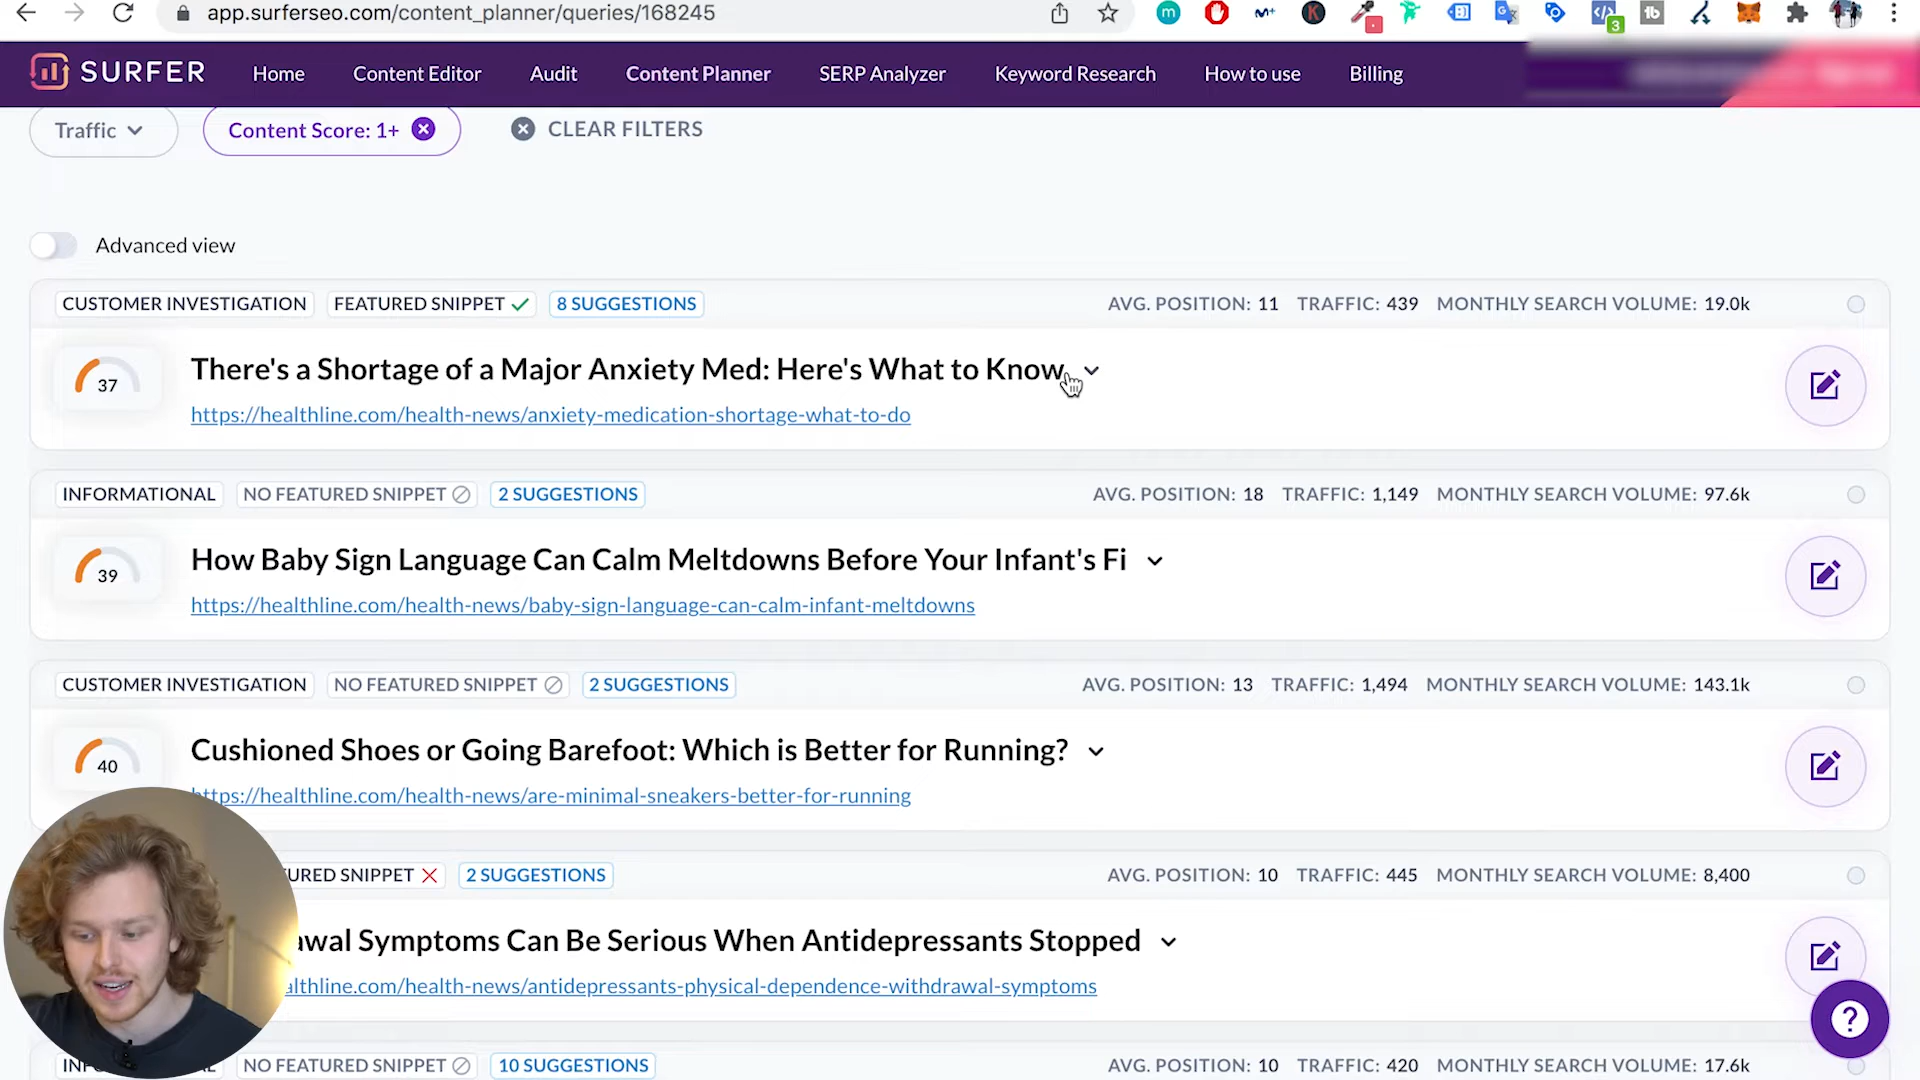 app.surferseo.com/content_planner/queries/168245
SURFER Home Content Editor Audit Content Planner SERP Analyzer Keyword Research How to use Billing
Traffic Content Score: 1+ CLEAR FILTERS
Advanced view
CUSTOMER INVESTIGATION FEATURED SNIPPET 8 SUGGESTIONS AVG. POSITION: 11 TRAFFIC: 439 MONTHLY SEARCH VOLUME: 19.0k
37 There's a Shortage of a Major Anxiety Med: Here's What to Know
https://healthline.com/health-news/anxiety-medication-shortage-what-to-do
INFORMATIONAL NO FEATURED SNIPPET 2 SUGGESTIONS AVG. POSITION: 18 TRAFFIC: 1,149 MONTHLY SEARCH VOLUME: 97.6k
39 How Baby Sign Language Can Calm Meltdowns Before Your Infant's Fi
https://healthline.com/health-news/baby-sign-language-can-calm-infant-meltdowns
CUSTOMER INVESTIGATION NO FEATURED SNIPPET 2 SUGGESTIONS AVG. POSITION: 13 TRAFFIC: 1,494 MONTHLY SEARCH VOLUME: 143.1k
40 Cushioned Shoes or Going Barefoot: Which is Better for Running?
https://healthline.com/health-news/are-minimal-sneakers-better-for-running
URED SNIPPET 2 SUGGESTIONS AVG. POSITION: 10 TRAFFIC: 445 MONTHLY SEARCH VOLUME: 8,400
awal Symptoms Can Be Serious When Antidepressants Stopped
althline.com/health-news/antidepressants-physical-dependence-withdrawal-symptoms
NO FEATURED SNIPPET 10 SUGGESTIONS AVG. POSITION: 10 TRAFFIC: 420 MONTHLY SEARCH VOLUME: 17.6k